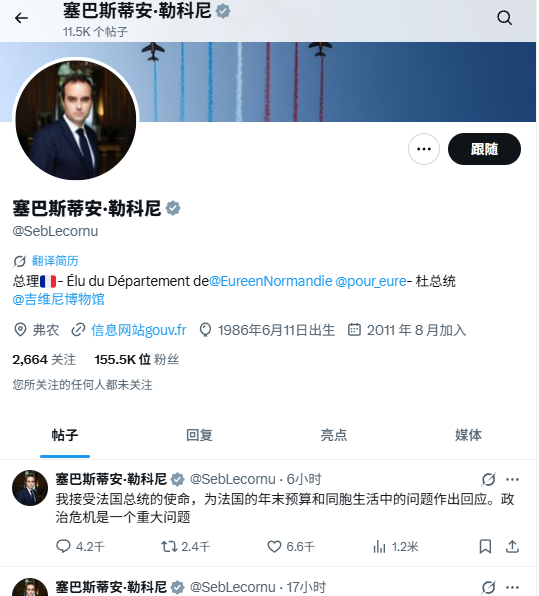 塞巴斯蒂安·勒科尼
11.5K 个帖子
跟随
塞巴斯蒂安·勒科尼
@SebLecornu
翻译简历
总理🇫🇷- Élu du Département de@EureenNormandie @pour_eure- 杜总统
@吉维尼博物馆
弗农 信息网站gouv.fr 1986年6月11日出生 2011 年 8 月加入
2,664 关注 155.5K 位 粉丝
您所关注的任何人都未关注
帖子 回复 亮点 媒体
塞巴斯蒂安·勒科尼 @SebLecornu · 6小时
我接受法国总统的使命，为法国的年末预算和同胞生活中的问题作出回应。政
治危机是一个重大问题
4.2千 2.4千 6.6千 1.2米
塞巴斯蒂安·勒科尼 @SebLecornu · 17小时